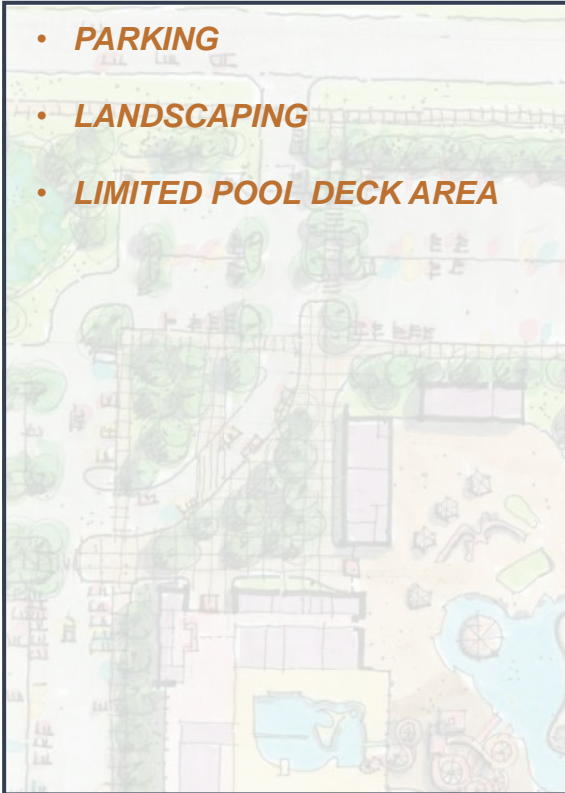 • PARKING
• LANDSCAPING
• LIMITED POOL DECK AREA